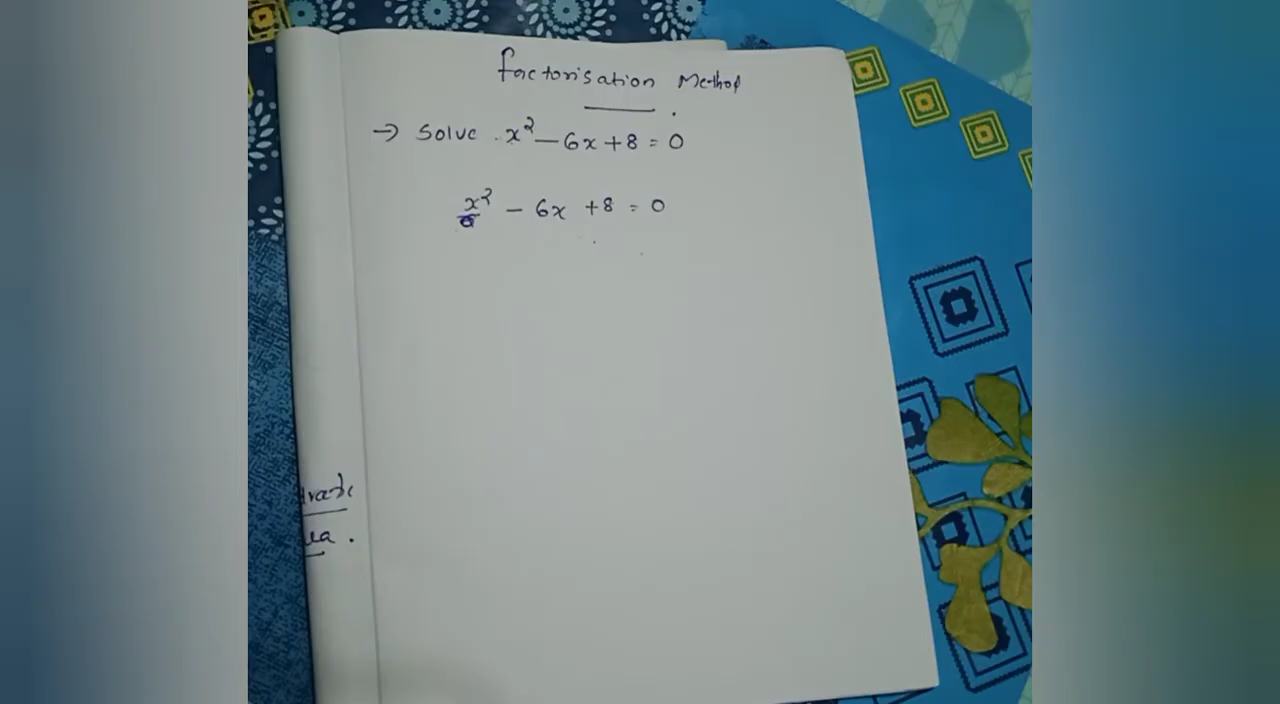 factorisation Method
→ Solve x² - 6x + 8 = 0
x² - 6x + 8 = 0
a